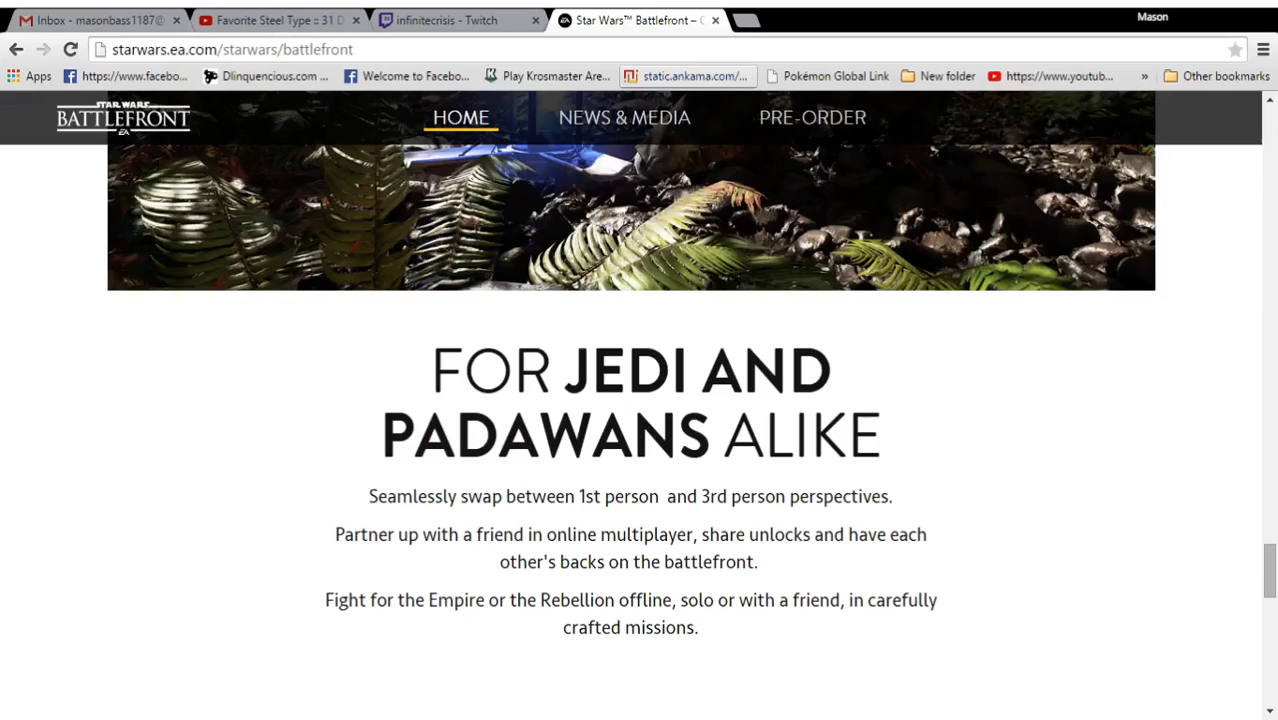 Mason
Inbox - masonbass1187@
Favorite Steel Type :: 31 D
infinitecrisis - Twitch
Star Wars™ Battlefront – O
starwars.ea.com/starwars/battlefront
Apps
https://www.facebo...
Dlinquencious.com ...
Welcome to Facebo...
Play Krosmaster Are...
static.ankama.com/...
Pokémon Global Link
New folder
https://www.youtub...
»
Other bookmarks
STAR WARS
BATTLEFRONT
EA
HOME
NEWS & MEDIA
PRE-ORDER
FOR JEDI AND
PADAWANS ALIKE
Seamlessly swap between 1st person and 3rd person perspectives.
Partner up with a friend in online multiplayer, share unlocks and have each
other's backs on the battlefront.
Fight for the Empire or the Rebellion offline, solo or with a friend, in carefully
crafted missions.